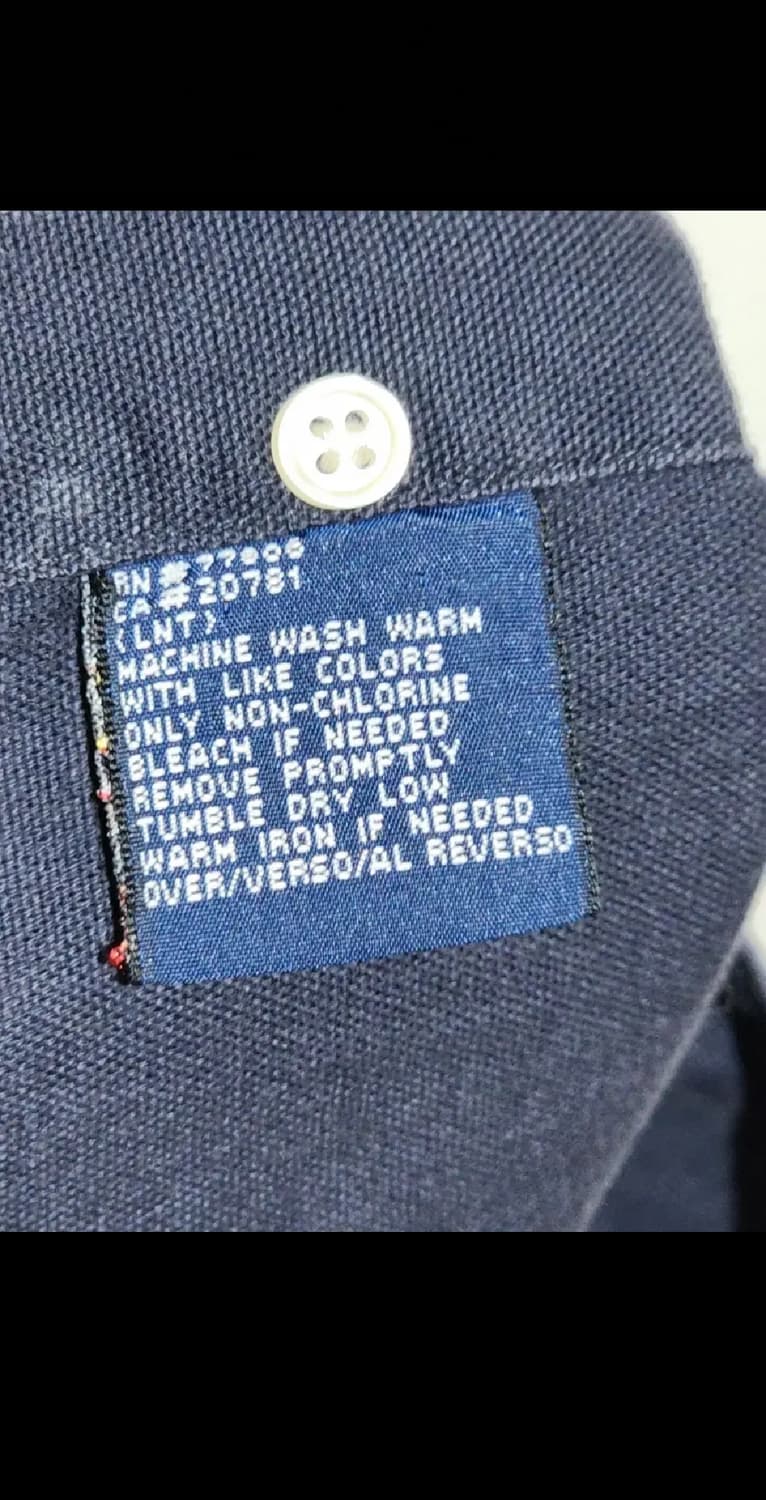 RN # 77806
CA # 20781
(LNT)
MACHINE WASH WARM
WITH LIKE COLORS
ONLY NON-CHLORINE
BLEACH IF NEEDED
REMOVE PROMPTLY
TUMBLE DRY LOW
WARM IRON IF NEEDED
OVER/VERSO/AL REVERSO